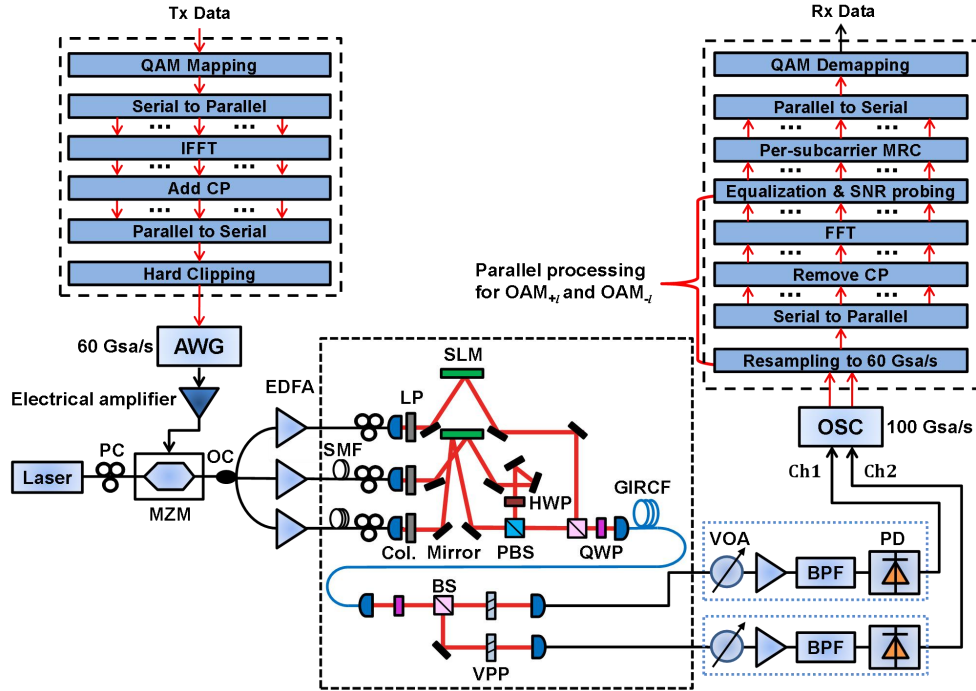 Tx Data
QAM Mapping
Serial to Parallel
...
...
IFFT
...
...
Add CP
...
...
Parallel to Serial
Hard Clipping
60 Gsa/s
AWG
Electrical amplifier
Laser
PC
MZM
OC
EDFA
SMF
LP
SLM
Col.
Mirror
HWP
PBS
QWP
GIRCF
BS
VPP
VOA
BPF
PD
BPF
Ch1
Ch2
OSC
100 Gsa/s
Rx Data
QAM Demapping
Parallel to Serial
...
...
Per-subcarrier MRC
...
...
Equalization & SNR probing
...
...
FFT
...
...
Remove CP
...
...
Serial to Parallel
Resampling to 60 Gsa/s
Parallel processing
for OAM+l and OAM-l